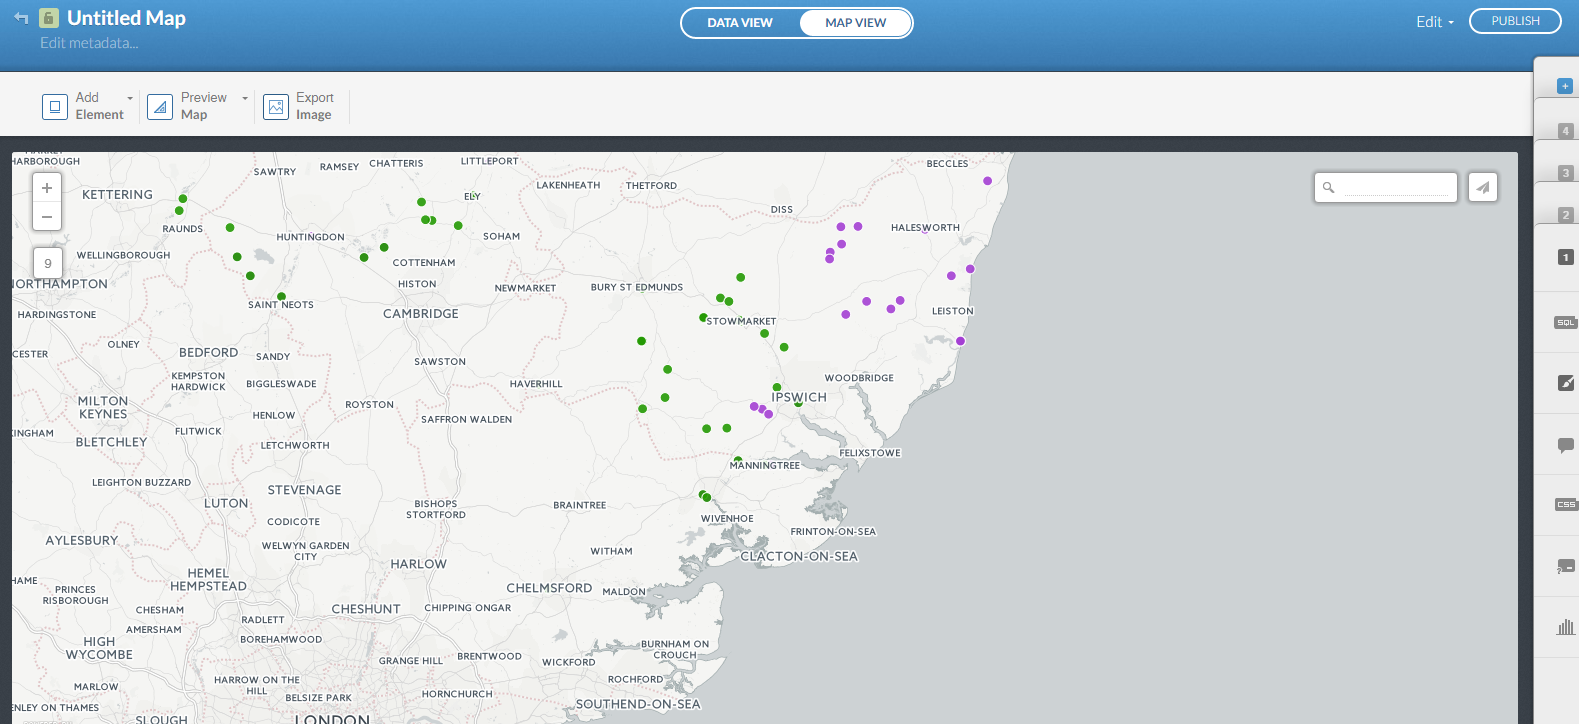 Untitled Map
Edit metadata...
DATA VIEW
MAP VIEW
Edit
PUBLISH
Add
Element
Preview
Map
Export
Image
+
4
3
2
1
SQL
CSS
+
−
9
HARBOROUGH
SAWTRY
RAMSEY
CHATTERIS
LITTLEPORT
BECCLES
KETTERING
ELY
LAKENHEATH
THETFORD
DISS
RAUNDS
HUNTINGDON
SOHAM
HALESWORTH
WELLINGBOROUGH
COTTENHAM
NORTHAMPTON
HISTON
NEWMARKET
BURY ST EDMUNDS
HARDINGSTONE
SAINT NEOTS
CAMBRIDGE
STOWMARKET
LEISTON
OLNEY
CESTER
BEDFORD
SANDY
SAWSTON
KEMPSTON
HARDWICK
BIGGLESWADE
HAVERHILL
WOODBRIDGE
MILTON
KEYNES
ROYSTON
IPSWICH
HENLOW
SAFFRON WALDEN
KINGHAM
FLITWICK
BLETCHLEY
LETCHWORTH
FELIXSTOWE
MANNINGTREE
LEIGHTON BUZZARD
STEVENAGE
LUTON
BISHOPS
STORTFORD
BRAINTREE
CODICOTE
WIVENHOE
FRINTON-ON-SEA
AYLESBURY
WELWYN GARDEN
CITY
WITHAM
CLACTON-ON-SEA
HARLOW
HAME
HEMEL
HEMPSTEAD
CHELMSFORD
MALDON
PRINCES
RISBOROUGH
CHESHAM
CHESHUNT
CHIPPING ONGAR
AMERSHAM
RADLETT
BOREHAMWOOD
HIGH
WYCOMBE
BURNHAM ON
CROUCH
GRANGE HILL
BRENTWOOD
WICKFORD
MARLOW
HARROW ON THE
HILL
BELSIZE PARK
HORNCHURCH
ROCHFORD
ENLEY ON THAMES
SOUTHEND-ON-SEA
SLOUGH
LONDON